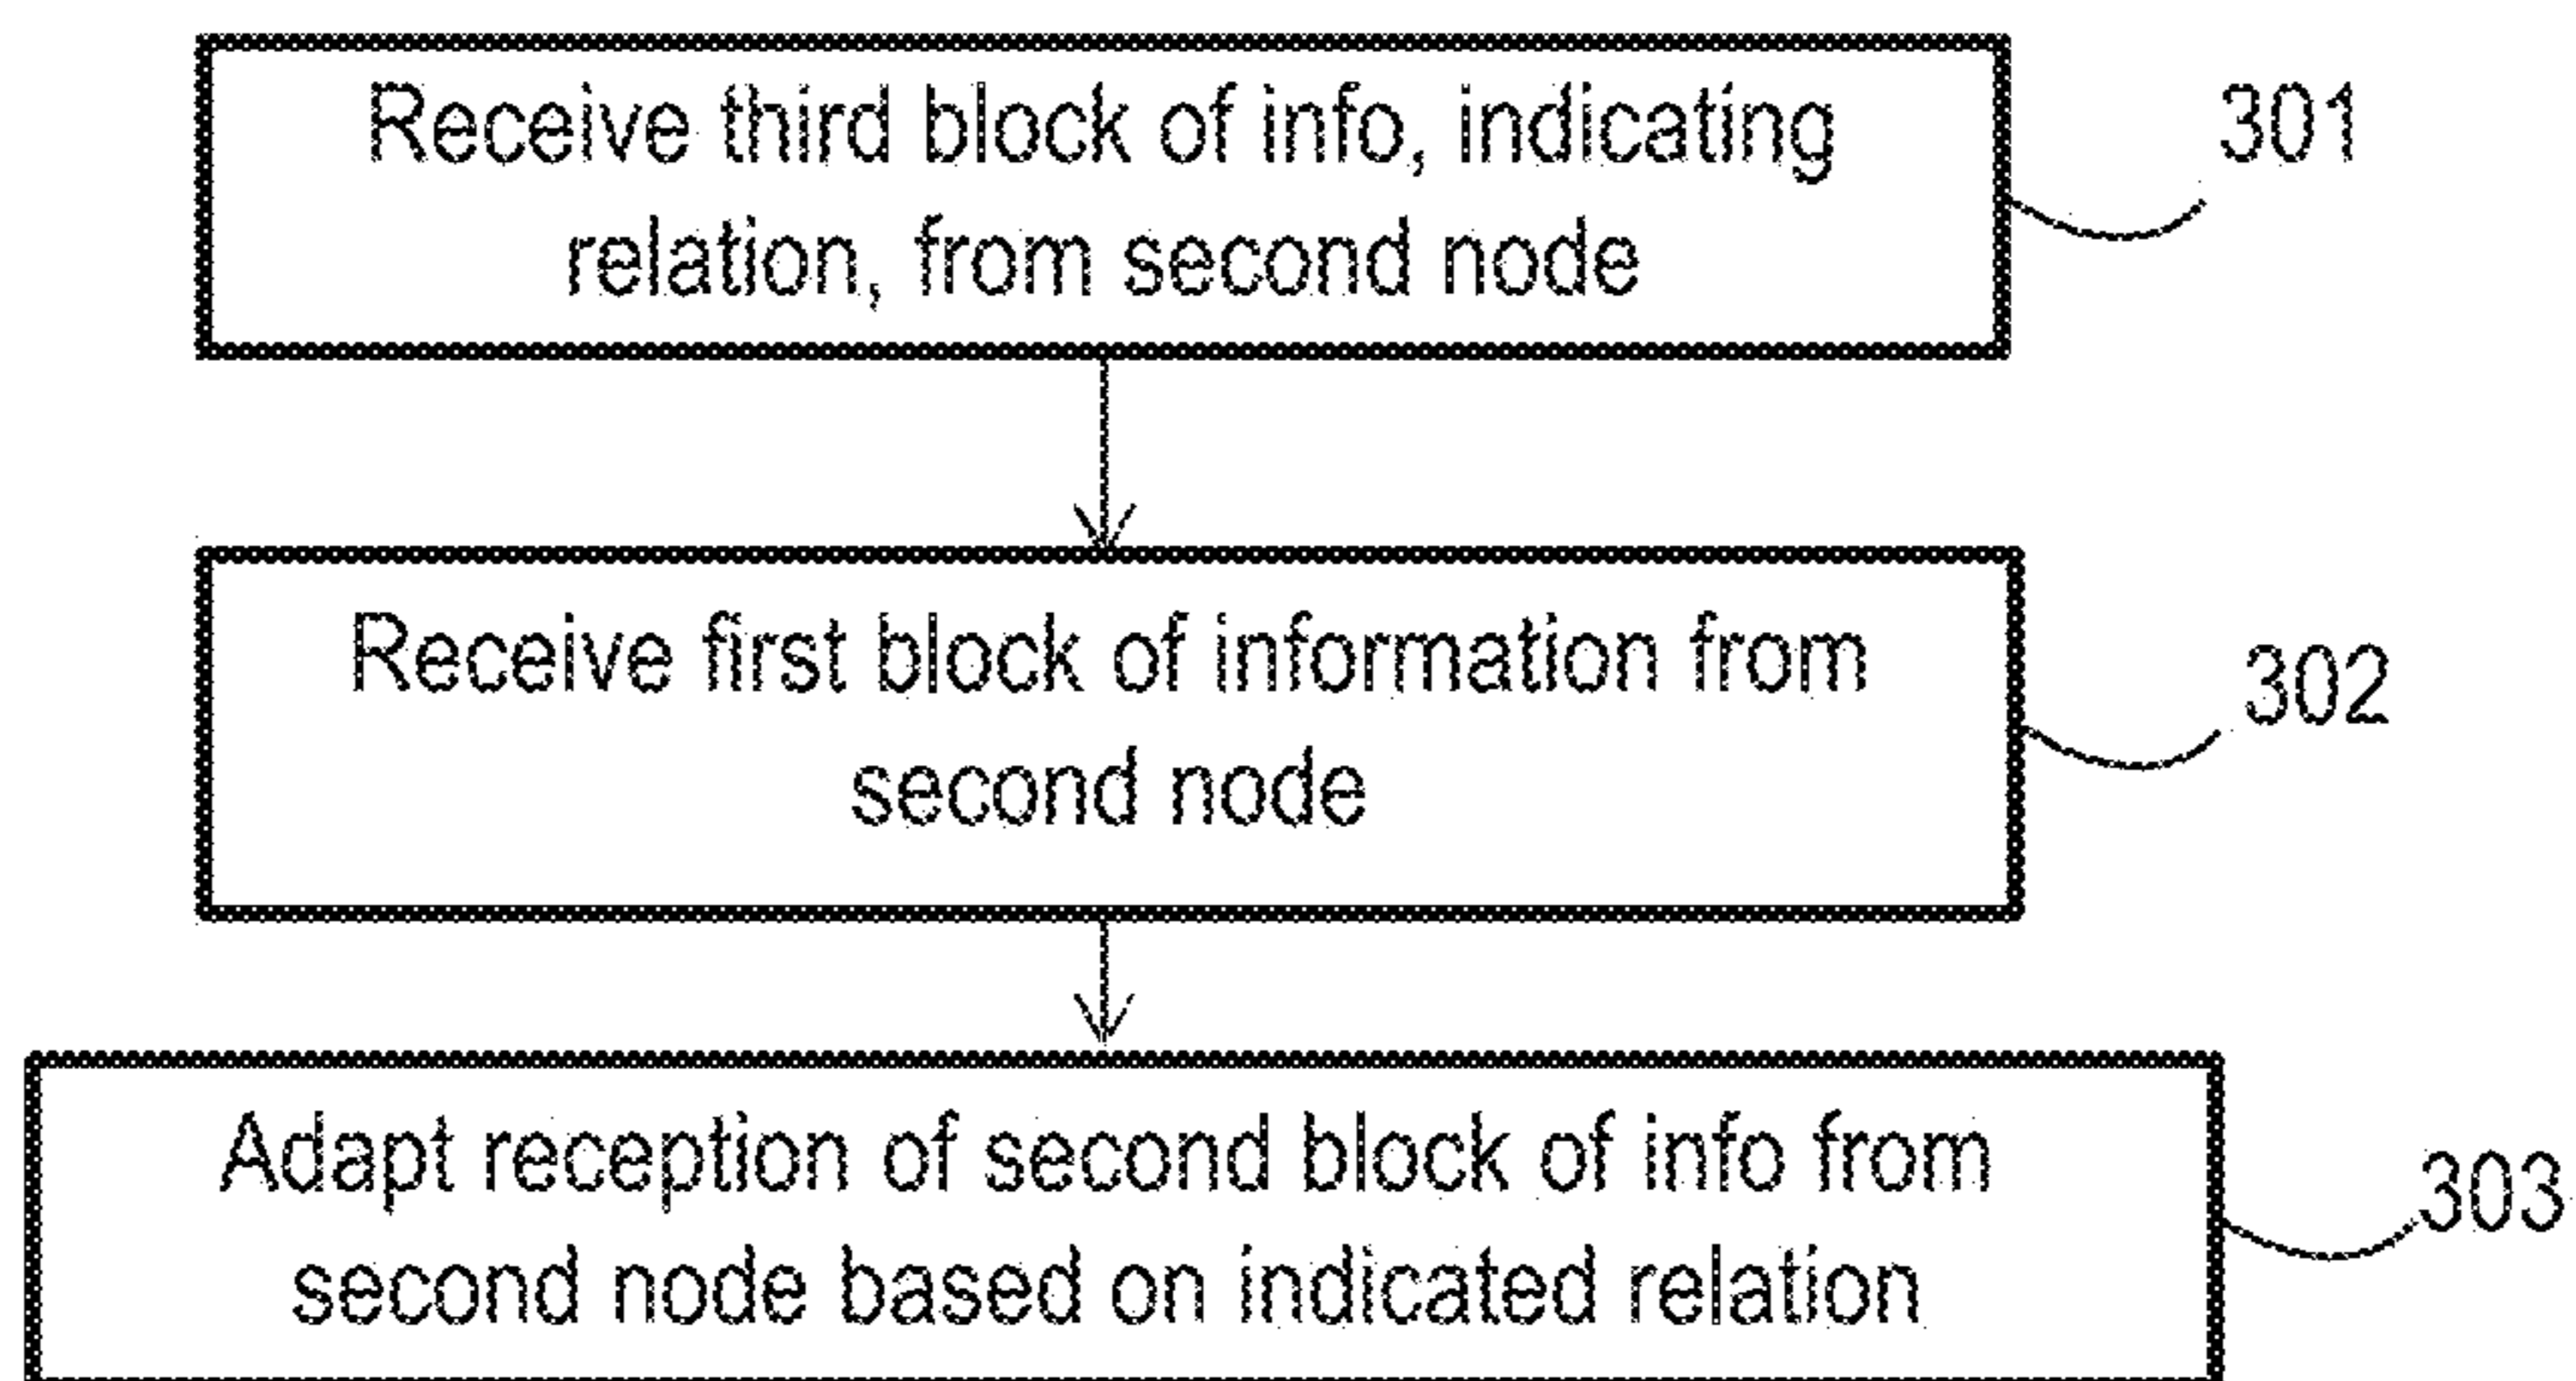 Receive third block of info, indicating
relation, from second node
301
Receive first block of information from
second node
302
Adapt reception of second block of info from
second node based on indicated relation
303